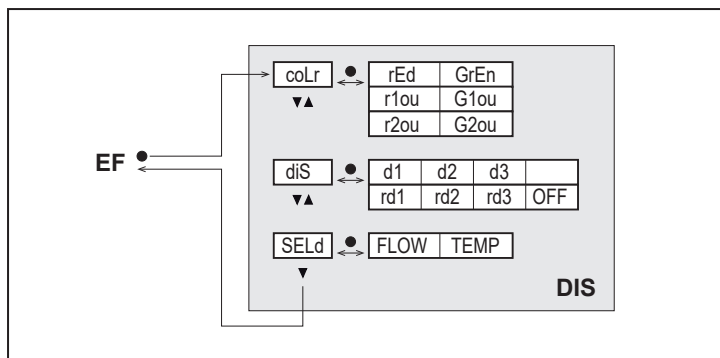 coLr rEd GrEn
r1ou G1ou
r2ou G2ou
EF
diS d1 d2 d3
rd1 rd2 rd3 OFF
SELd FLOW TEMP
DIS